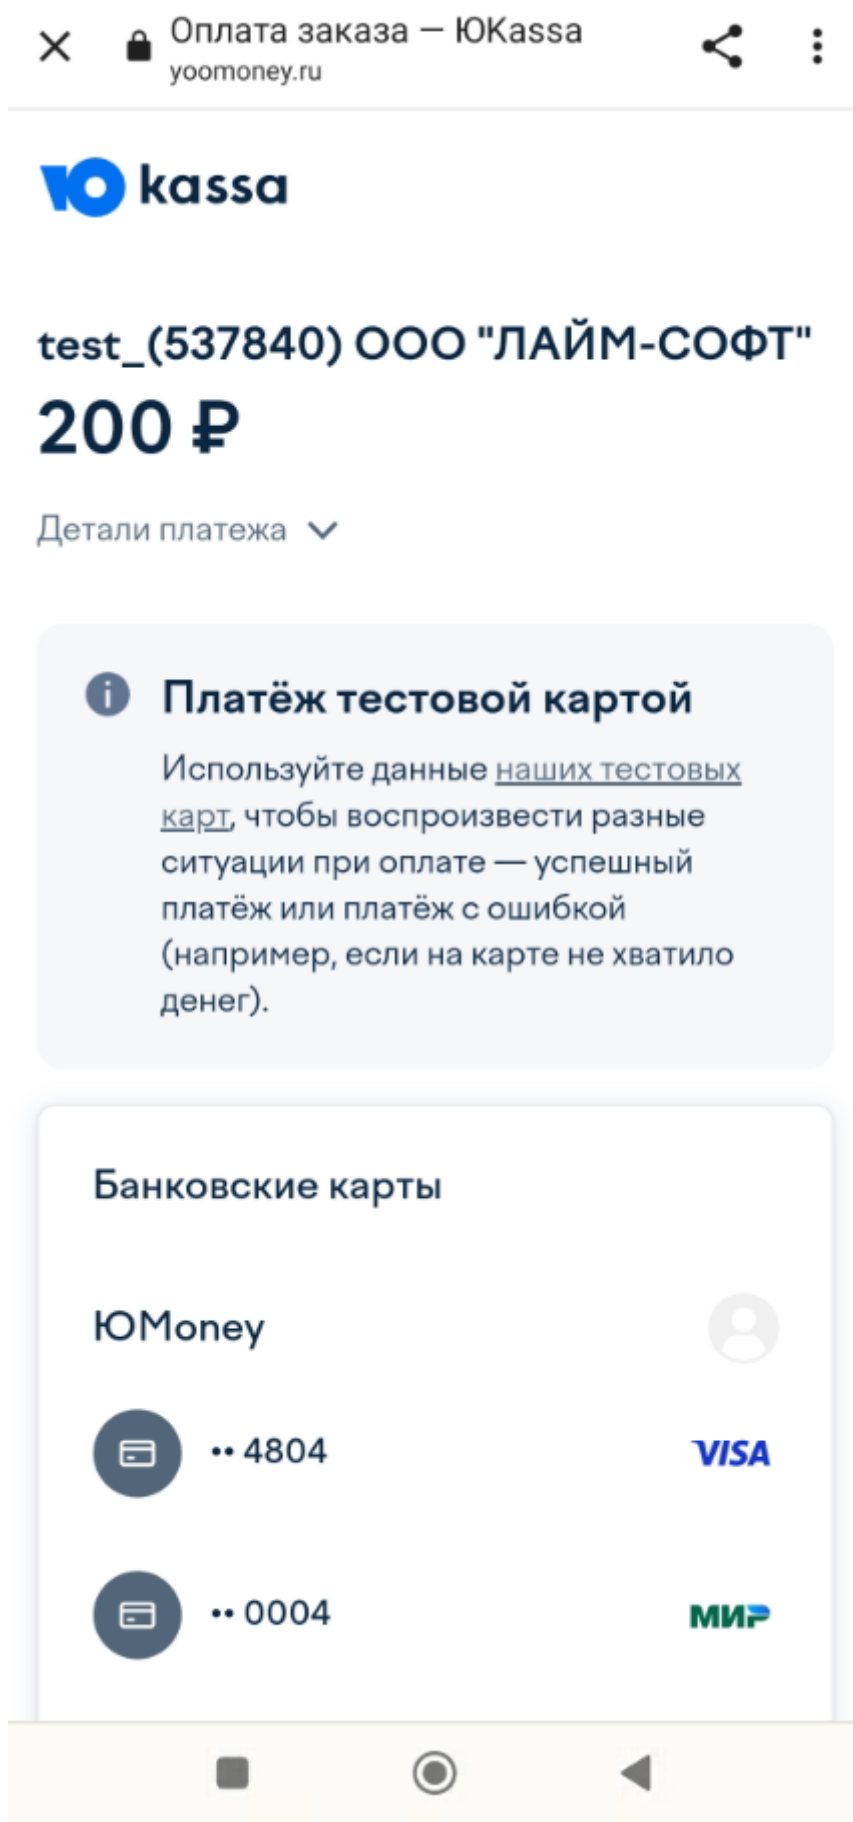 Оплата заказа — ЮKassa
yoomoney.ru
Ю kassa
test_(537840) ООО "ЛАЙМ-СОФТ"
200 ₽
Детали платежа
Платёж тестовой картой
Используйте данные наших тестовых
карт, чтобы воспроизвести разные
ситуации при оплате — успешный
платёж или платёж с ошибкой
(например, если на карте не хватило
денег).
Банковские карты
ЮMoney
•• 4804 VISA
•• 0004 МИР